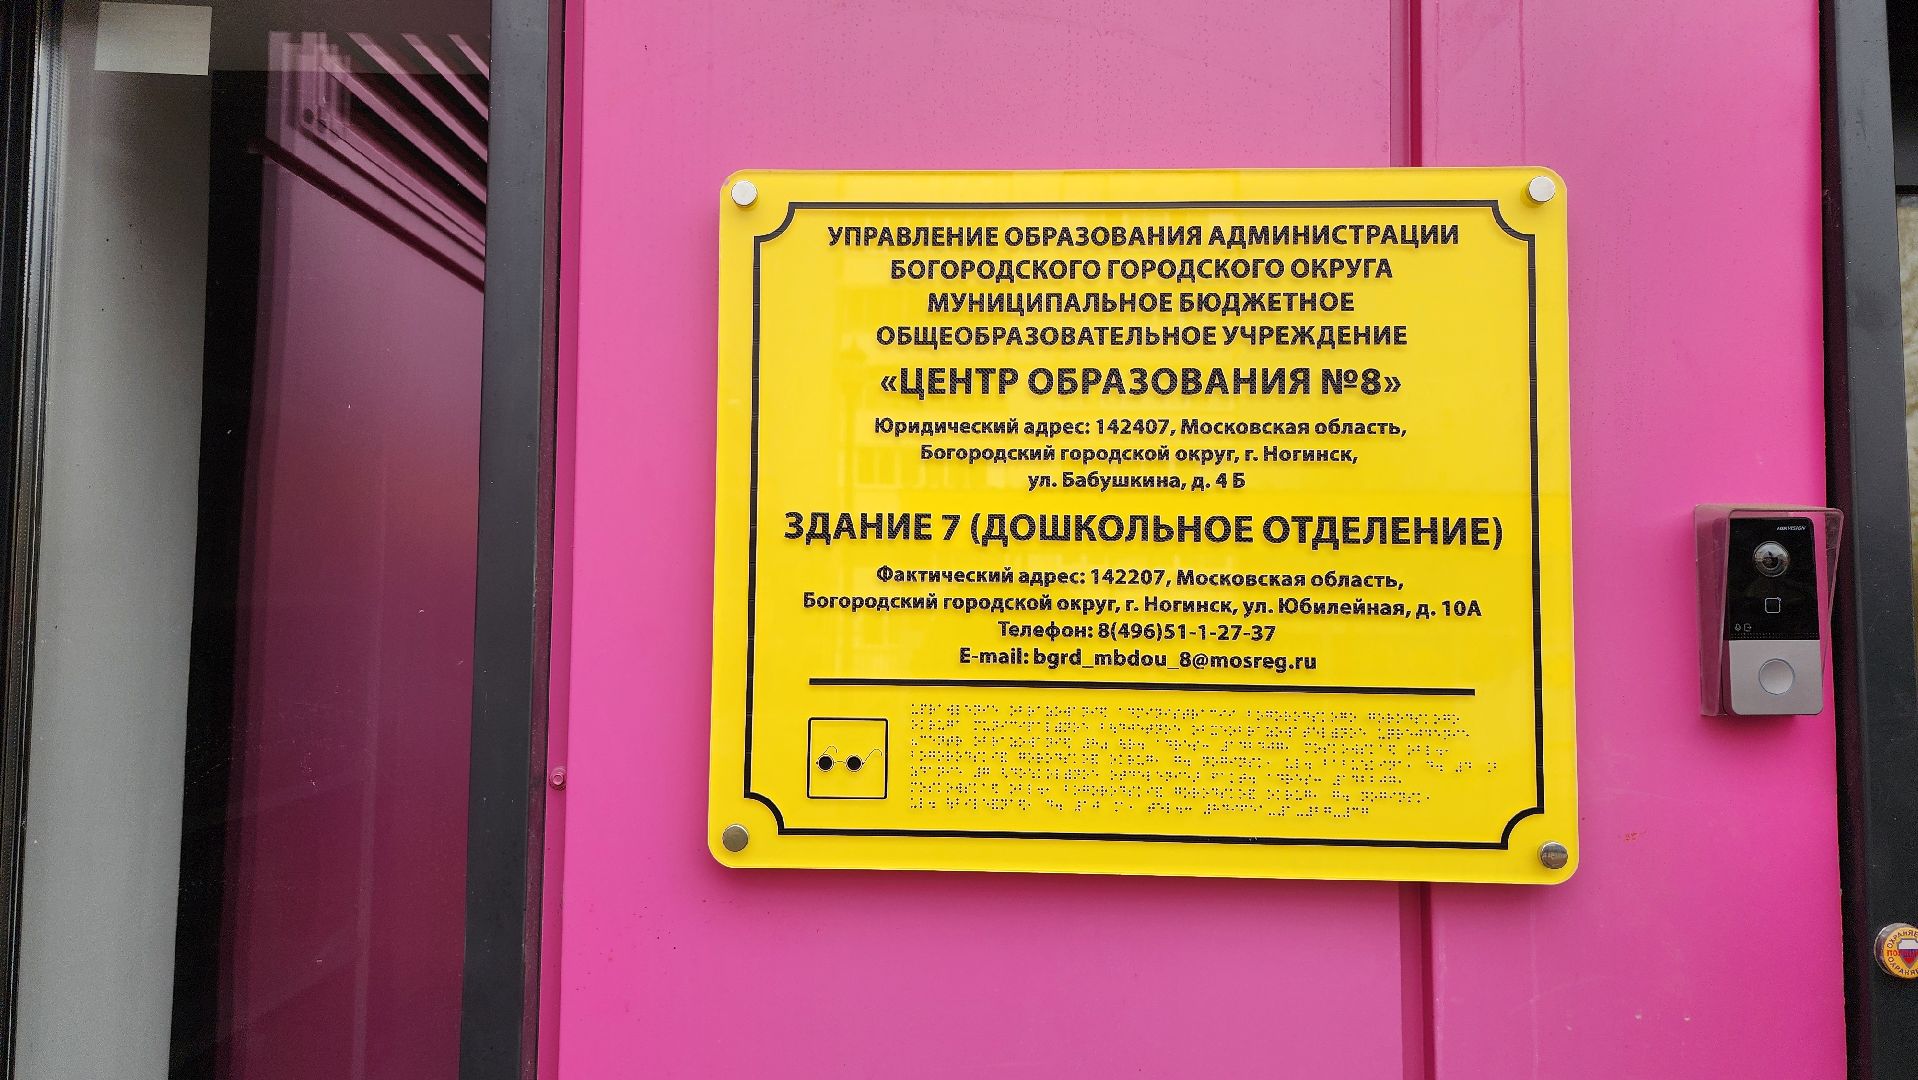 УПРАВЛЕНИЕ ОБРАЗОВАНИЯ АДМИНИСТРАЦИИ
БОГОРОДСКОГО ГОРОДСКОГО ОКРУГА
МУНИЦИПАЛЬНОЕ БЮДЖЕТНОЕ
ОБЩЕОБРАЗОВАТЕЛЬНОЕ УЧРЕЖДЕНИЕ
«ЦЕНТР ОБРАЗОВАНИЯ №8»
Юридический адрес: 142407, Московская область,
Богородский городской округ, г. Ногинск,
ул. Бабушкина, д. 4 Б
ЗДАНИЕ 7 (ДОШКОЛЬНОЕ ОТДЕЛЕНИЕ)
Фактический адрес: 142207, Московская область,
Богородский городской округ, г. Ногинск, ул. Юбилейная, д. 10А
Телефон: 8(496)51-1-27-37
E-mail: bgrd_mbdou_8@mosreg.ru
HIKVISION